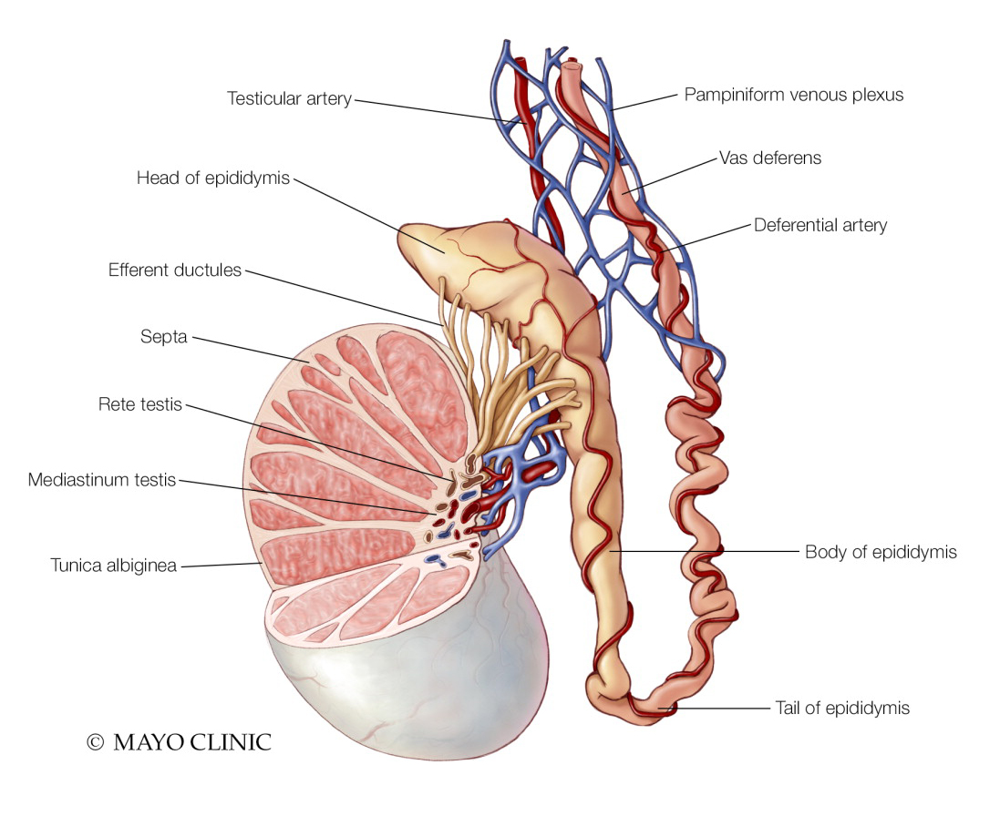 Testicular artery
Pampiniform venous plexus
Vas deferens
Head of epididymis
Deferential artery
Efferent ductules
Septa
Rete testis
Mediastinum testis
Body of epididymis
Tunica albiginea
Tail of epididymis
© MAYO CLINIC